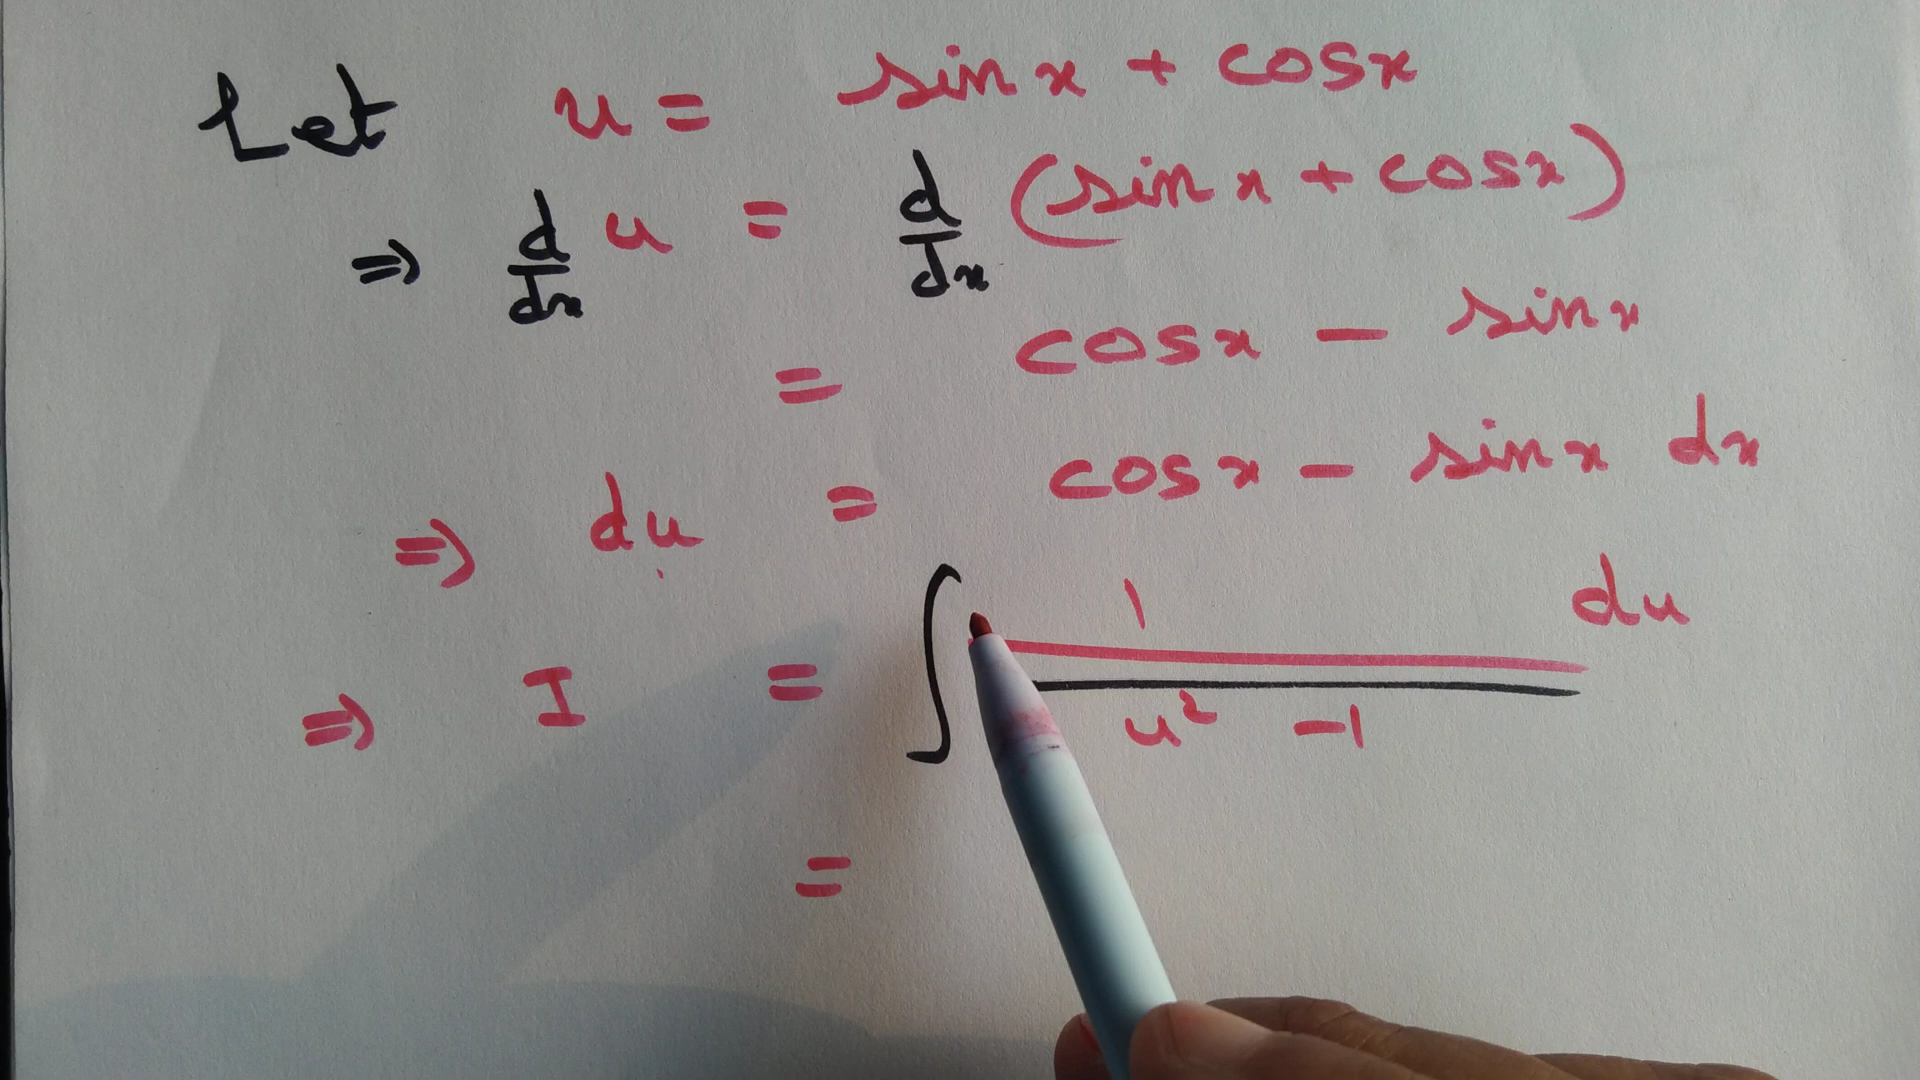 Let u = sin x + cos x
⇒ d/dx u = d/dx (sin x + cos x)
= cos x - sin x
⇒ du = cos x - sin x dx
⇒ I = ∫ 1/(u² - 1) du
=